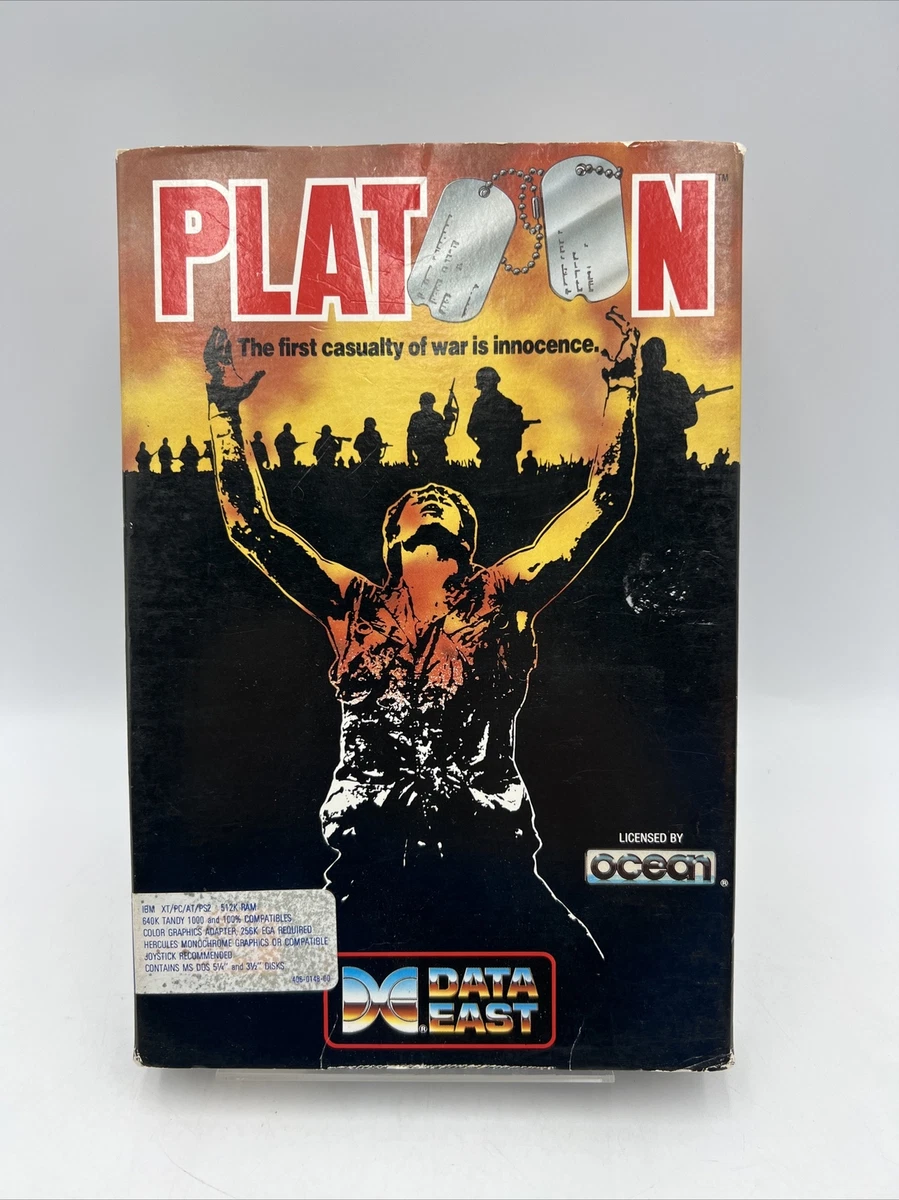 PLATOON™
The first casualty of war is innocence.
LICENSED BY
ocean®
IBM XT/PC/AT/PS2 512K RAM
640K TANDY 1000 and 100% COMPATIBLES
COLOR GRAPHICS ADAPTER 256K EGA REQUIRED
HERCULES MONOCHROME GRAPHICS OR COMPATIBLE
JOYSTICK RECOMMENDED
CONTAINS MS DOS 5¼" and 3½" DISKS
®
DATA
EAST